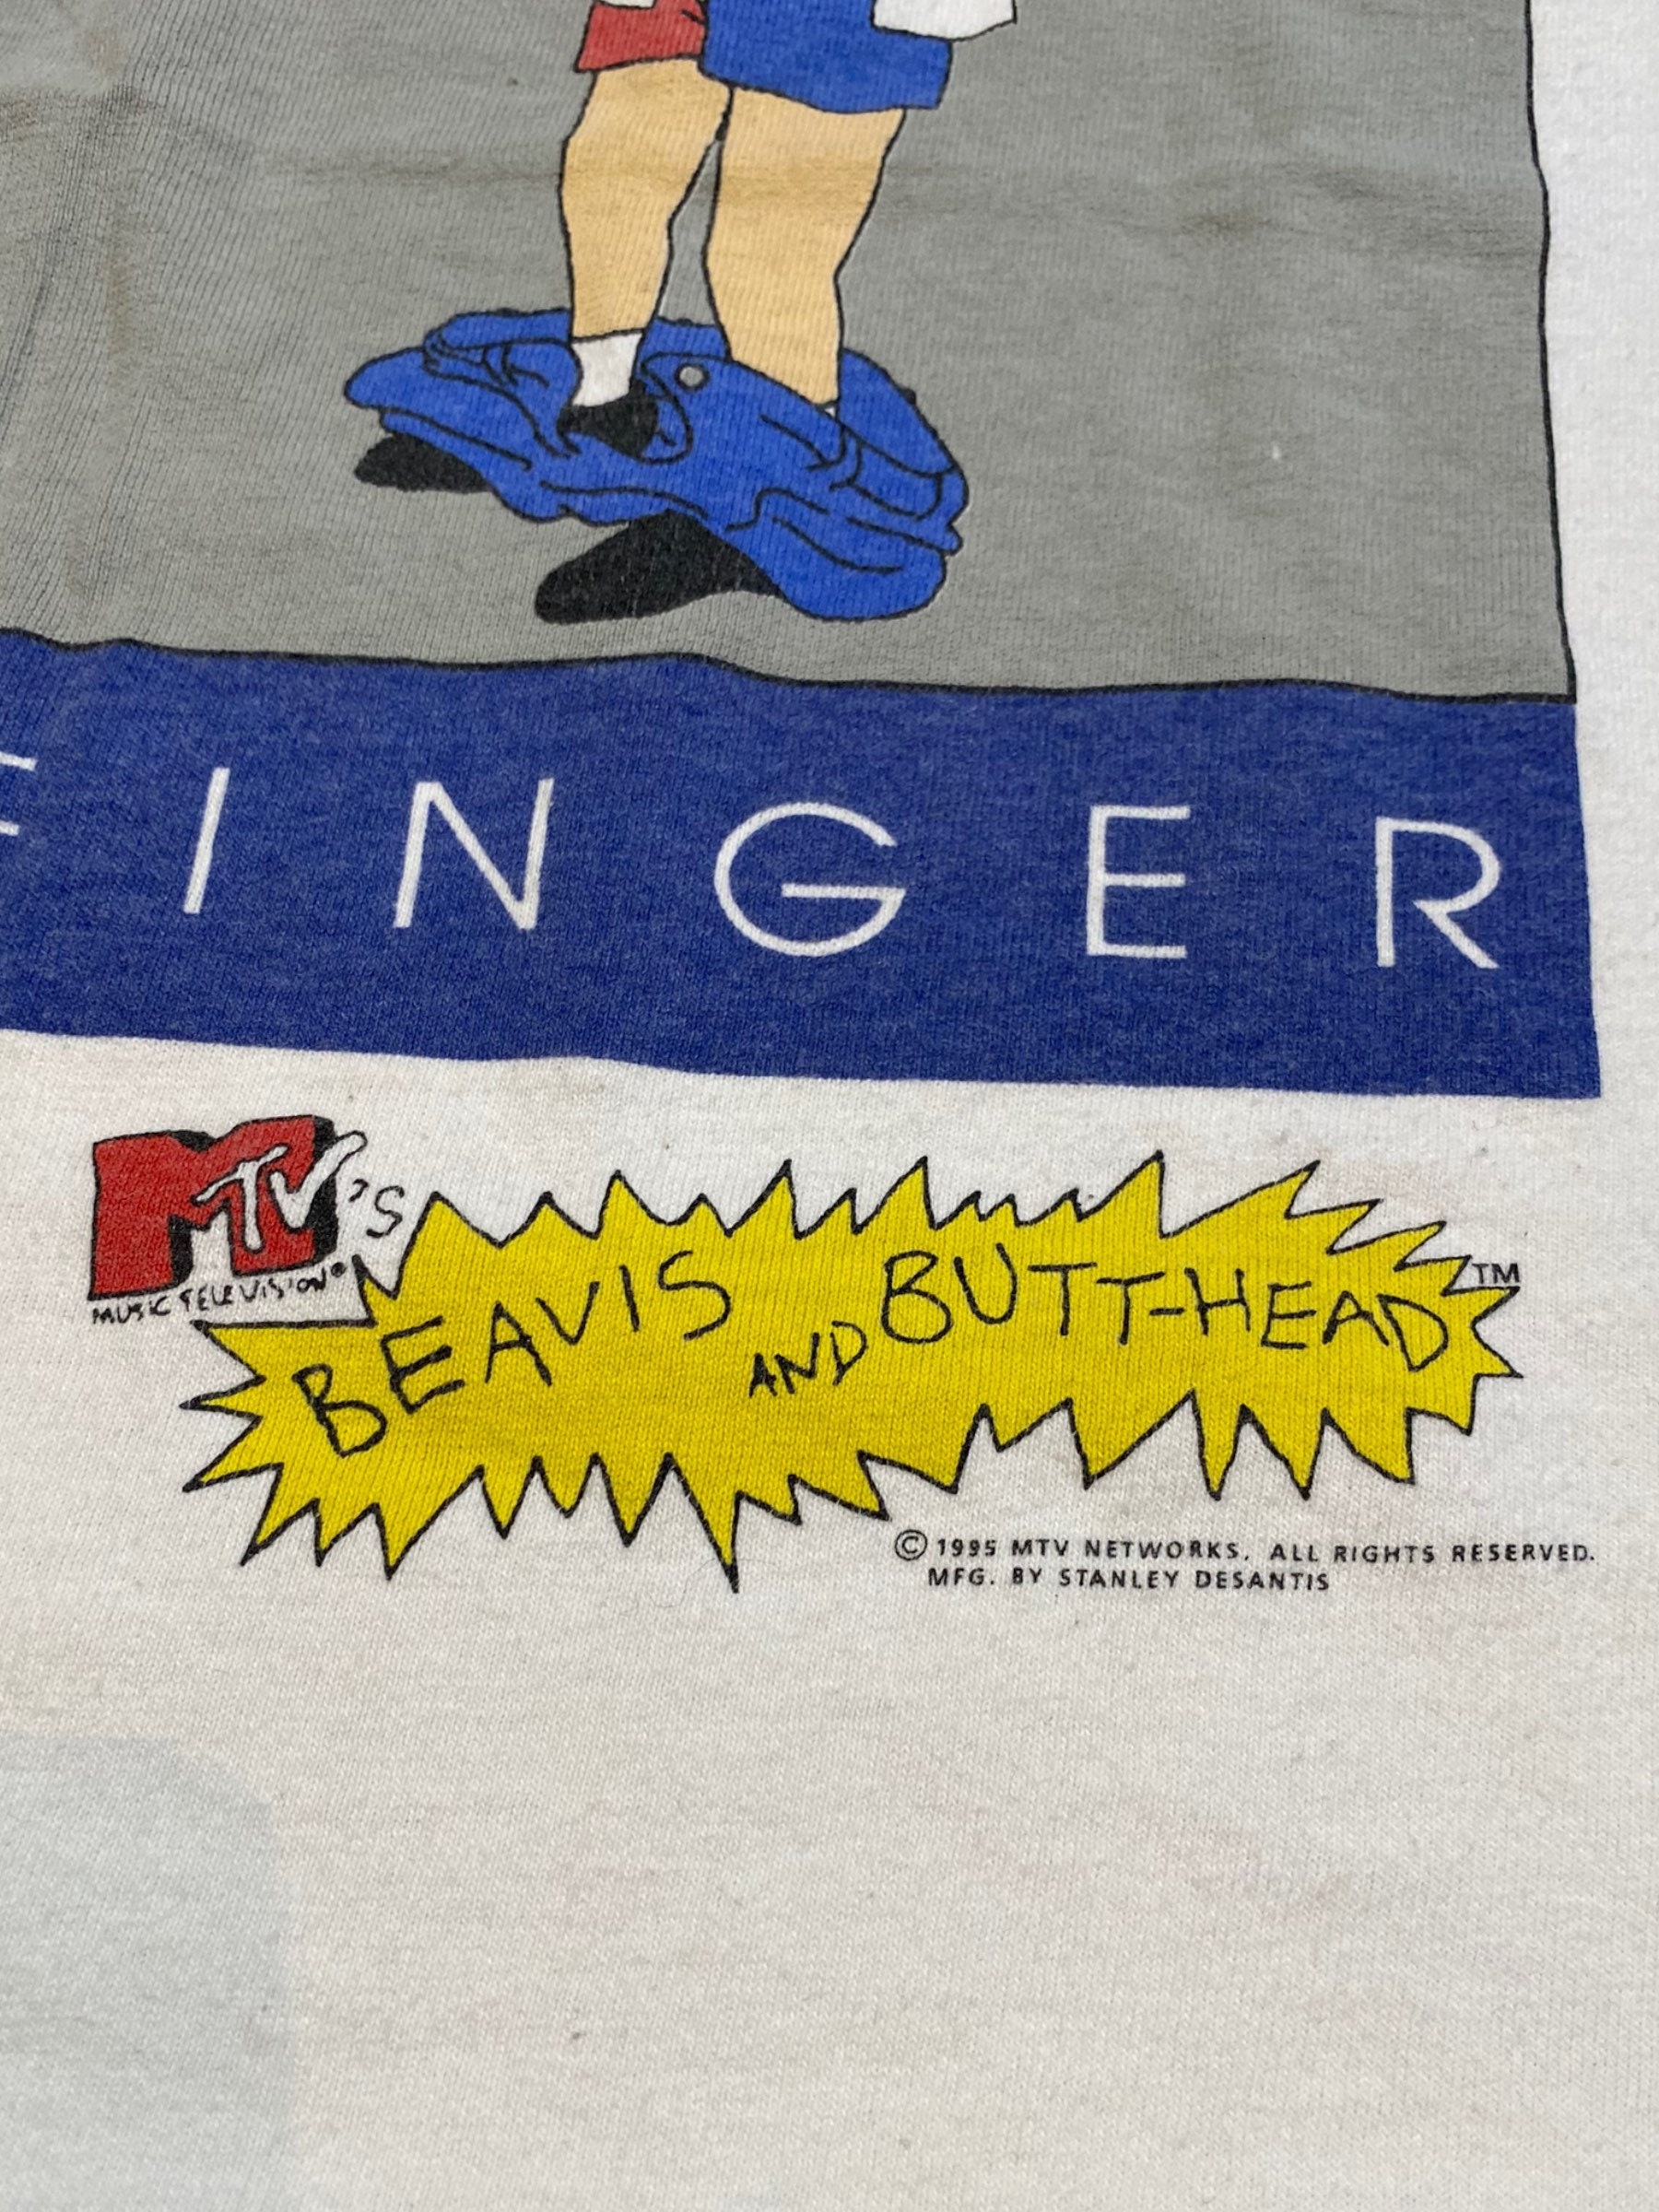 FINGER
MTV'S
MUSIC TELEVISION®
BEAVIS AND BUTT-HEAD™
© 1995 MTV NETWORKS. ALL RIGHTS RESERVED.
MFG. BY STANLEY DESANTIS